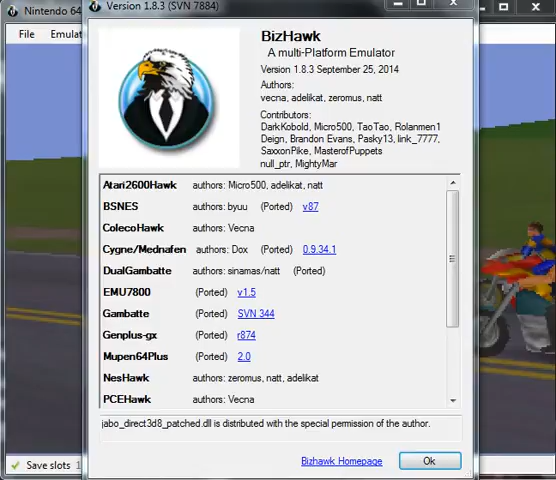 Nintendo 64
Version 1.8.3 (SVN 7884)
File
Emulat
BizHawk
A multi-Platform Emulator
Version 1.8.3 September 25, 2014
Authors:
vecna, adelikat, zeromus, natt
Contributors:
DarkKobold, Micro500, TaoTao, Rolanmen1
Deign, Brandon Evans, Pasky13, link_7777,
SaxxonPike, MasterofPuppets
null_ptr, MightyMar
Atari2600Hawk authors: Micro500, adelikat, natt
BSNES authors: byuu (Ported) v87
ColecoHawk authors: Vecna
Cygne/Mednafen authors: Dox (Ported) 0.9.34.1
DualGambatte authors: sinamas/natt (Ported)
EMU7800 (Ported) v1.5
Gambatte (Ported) SVN 344
Genplus-gx (Ported) r874
Mupen64Plus (Ported) 2.0
NesHawk authors: zeromus, natt, adelikat
PCEHawk authors: Vecna
jabo_direct3d8_patched.dll is distributed with the special permission of the author.
Bizhawk Homepage
Ok
Save slots 1